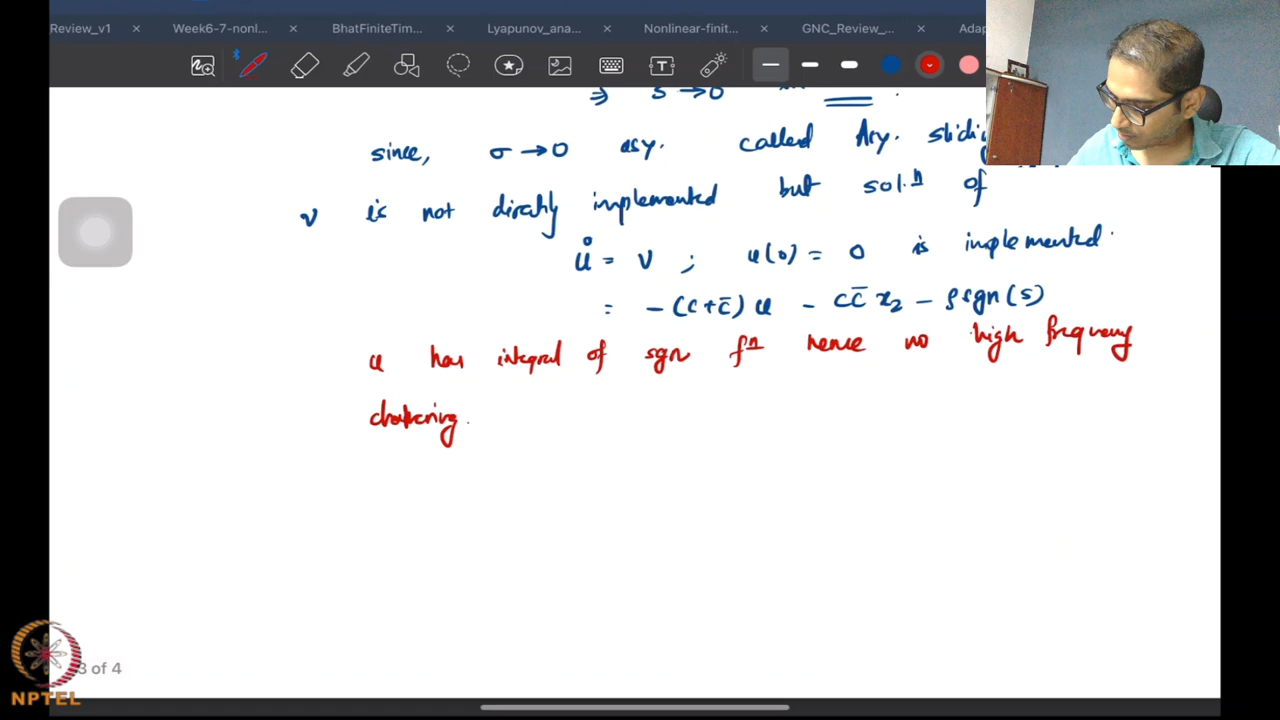 Review_v1 Week6-7-nonl... BhatFiniteTim... Lyapunov_ana... Nonlinear-finit... GNC_Review_... Adap
⇒ s → 0
since, σ → 0 asy. called Asy. slidi
v is not directly implemented but sol.n of
u̇ = v ; u(0) = 0 is implemented.
= -(c+c̄) u - cc̄ x₂ - ρ sgn(s)
u has integral of sgn fn hence no high frequency
chattering.
3 of 4
NPTEL